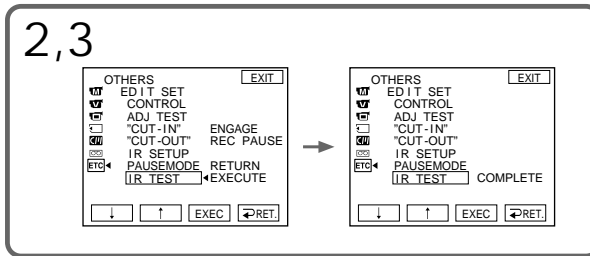 2,3
OTHERS EXIT
EDIT SET
CONTROL
ADJ TEST
"CUT-IN" ENGAGE
"CUT-OUT" REC PAUSE
IR SETUP
ETC PAUSEMODE RETURN
IR TEST EXECUTE
↓ ↑ EXEC RET.
OTHERS EXIT
EDIT SET
CONTROL
ADJ TEST
"CUT-IN"
"CUT-OUT"
IR SETUP
ETC PAUSEMODE
IR TEST COMPLETE
↓ ↑ EXEC RET.